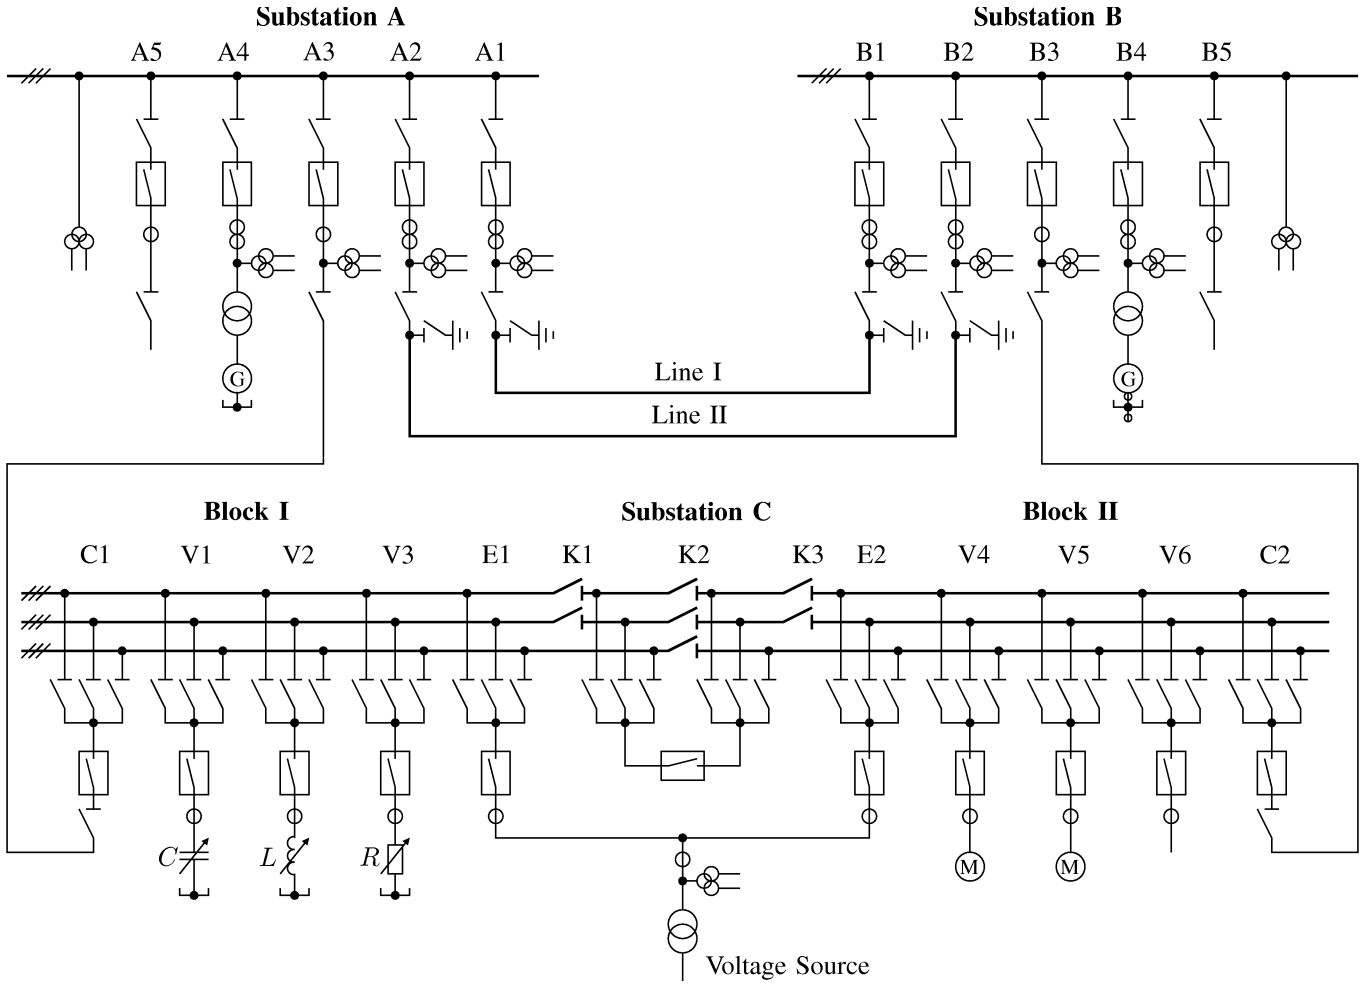 Substation A
Substation B
A5 A4 A3 A2 A1
B1 B2 B3 B4 B5
G
G
Line I
Line II
Block I
Substation C
Block II
C1 V1 V2 V3 E1 K1 K2 K3 E2 V4 V5 V6 C2
C L R
M M
Voltage Source